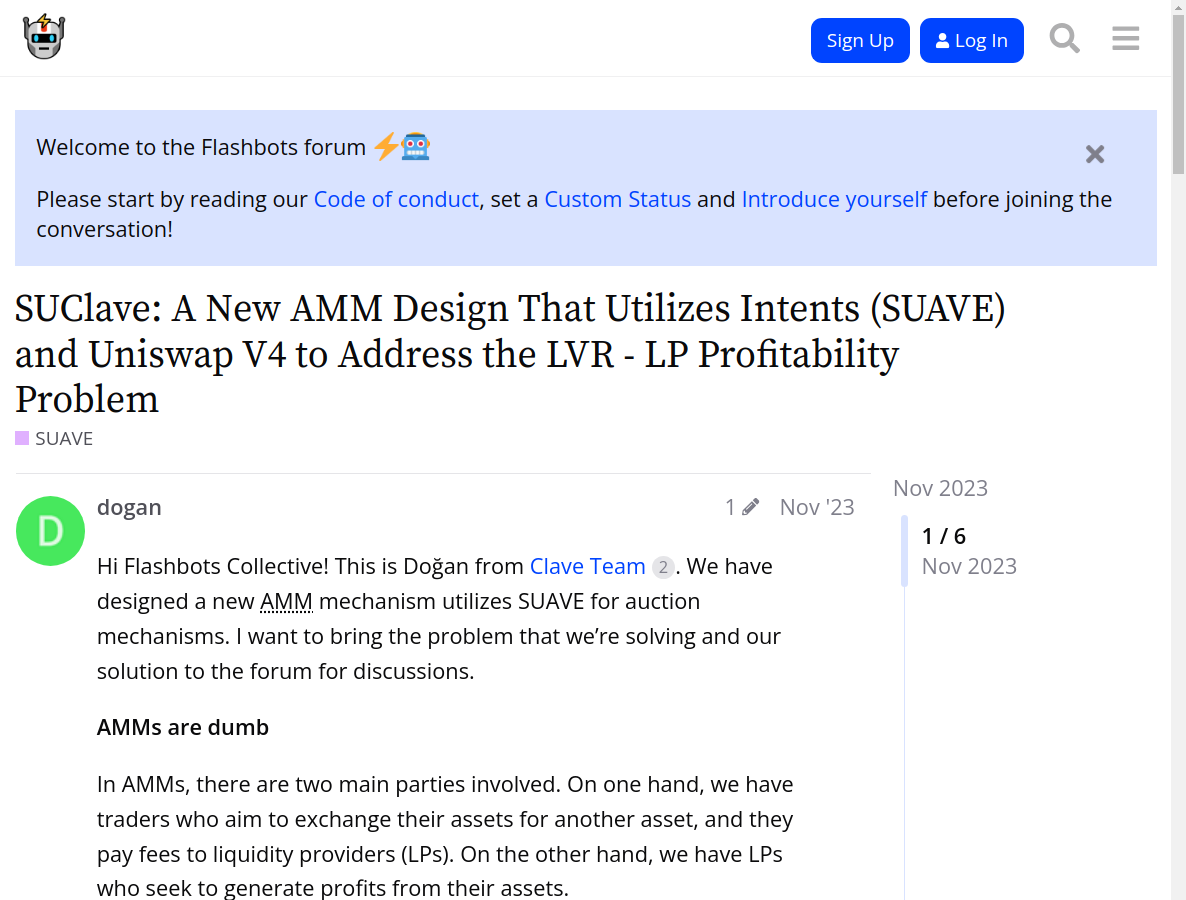 Sign Up
Log In
Welcome to the Flashbots forum
Please start by reading our Code of conduct, set a Custom Status and Introduce yourself before joining the
conversation!
SUClave: A New AMM Design That Utilizes Intents (SUAVE)
and Uniswap V4 to Address the LVR - LP Profitability
Problem
SUAVE
D
dogan
1
Nov '23
Nov 2023
1 / 6
Nov 2023
Hi Flashbots Collective! This is Doğan from Clave Team 2. We have
designed a new AMM mechanism utilizes SUAVE for auction
mechanisms. I want to bring the problem that we’re solving and our
solution to the forum for discussions.
AMMs are dumb
In AMMs, there are two main parties involved. On one hand, we have
traders who aim to exchange their assets for another asset, and they
pay fees to liquidity providers (LPs). On the other hand, we have LPs
who seek to generate profits from their assets.